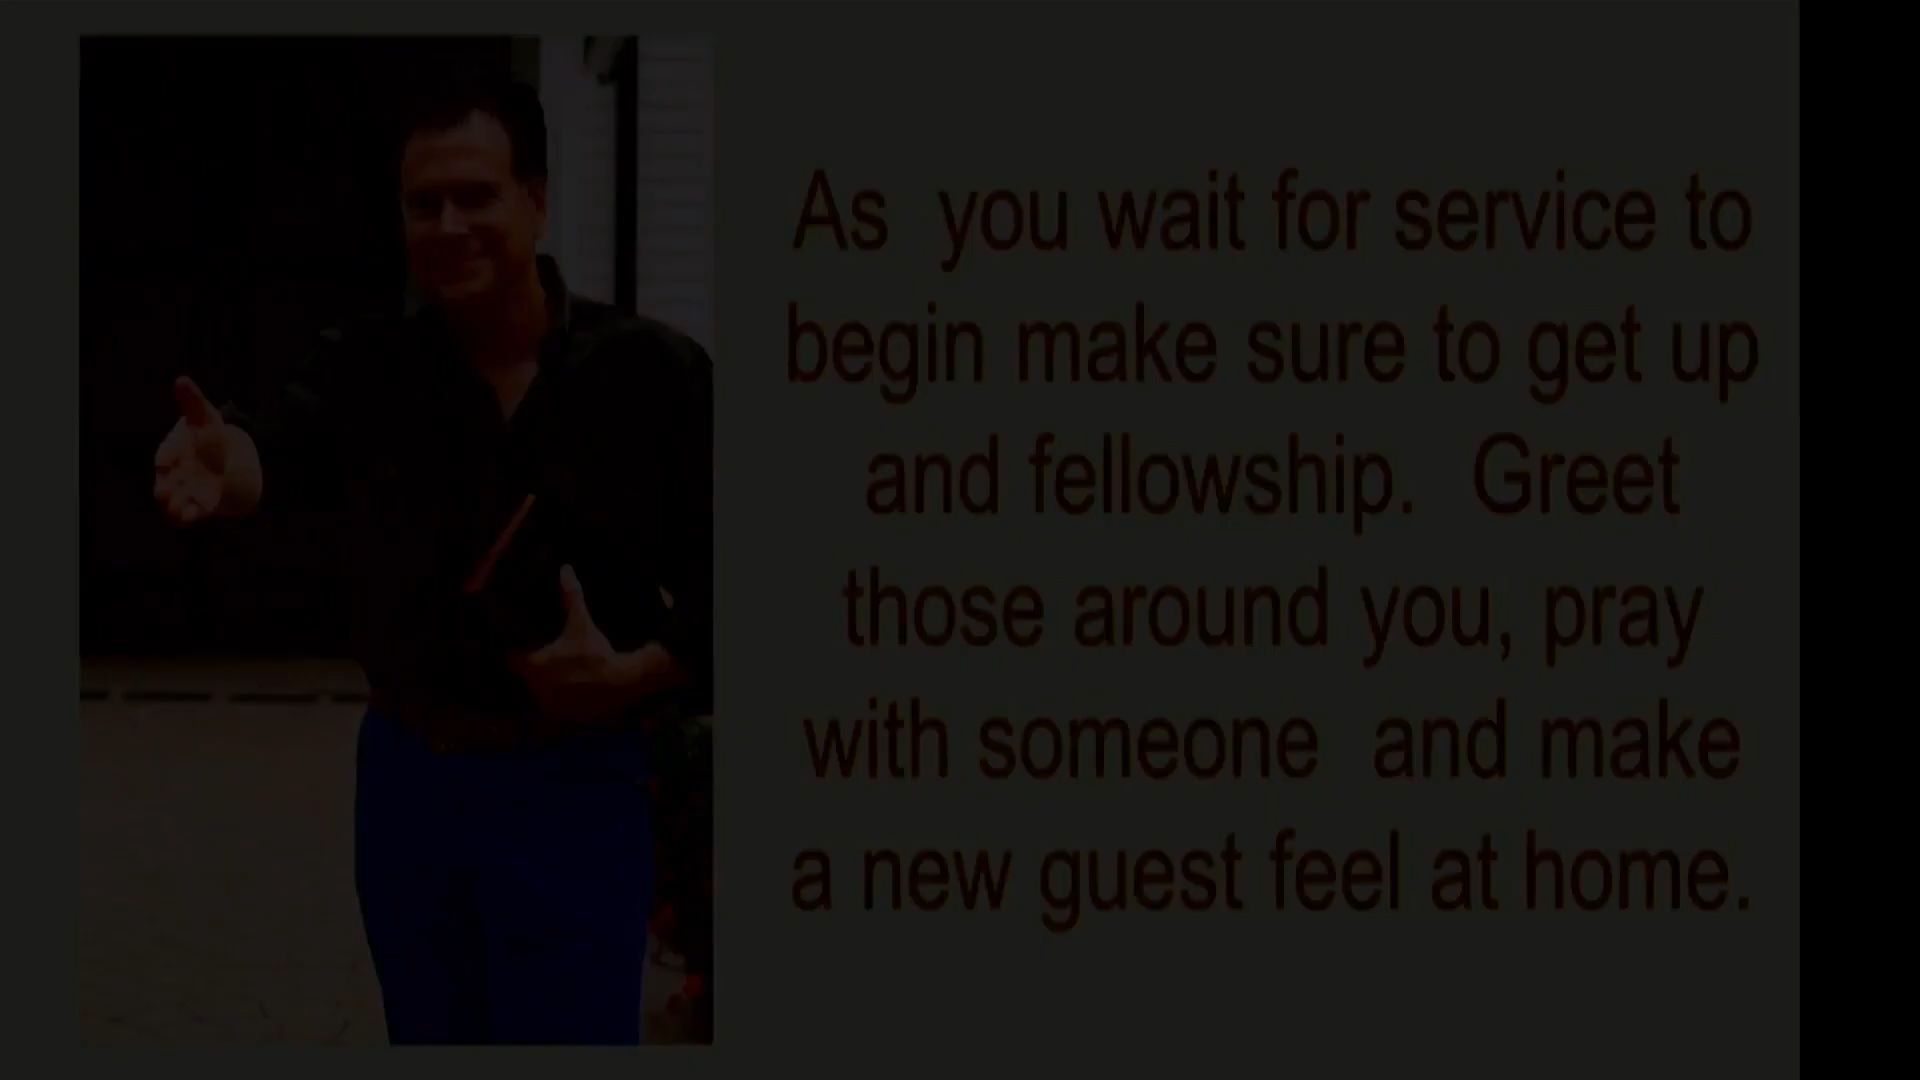 As you wait for service to
begin make sure to get up
and fellowship. Greet
those around you, pray
with someone and make
a new guest feel at home.